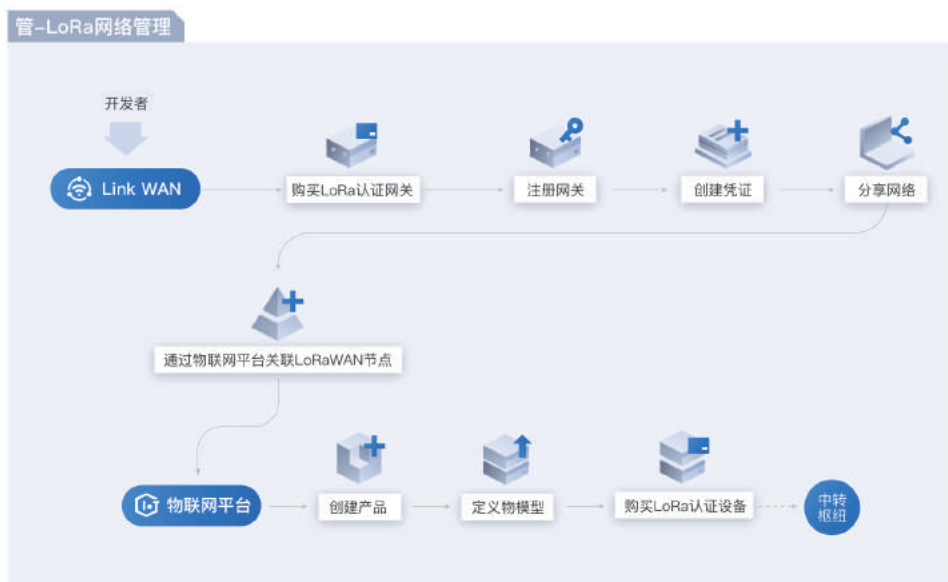 管-LoRa网络管理
开发者
Link WAN
购买LoRa认证网关
注册网关
创建凭证
分享网络
通过物联网平台关联LoRaWAN节点
物联网平台
创建产品
定义物模型
购买LoRa认证设备
中转
枢纽